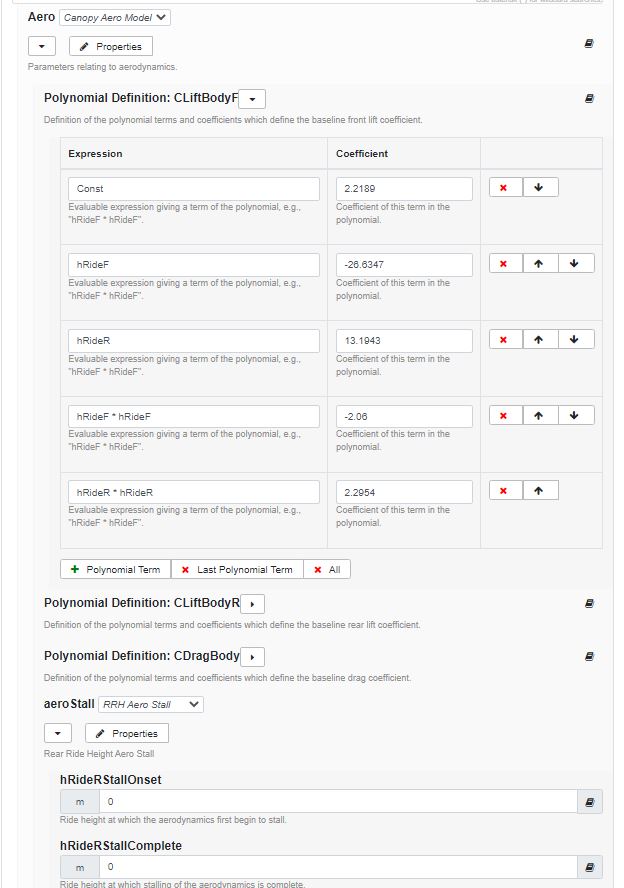 Aero Canopy Aero Model
Properties
Parameters relating to aerodynamics.
Polynomial Definition: CLiftBodyF
Definition of the polynomial terms and coefficients which define the baseline front lift coefficient.
Expression Coefficient
Const 2.2189
Evaluable expression giving a term of the polynomial, e.g., Coefficient of this term in the
"hRideF * hRideF". polynomial.
hRideF -26.6347
Evaluable expression giving a term of the polynomial, e.g., Coefficient of this term in the
"hRideF * hRideF". polynomial.
hRideR 13.1943
Evaluable expression giving a term of the polynomial, e.g., Coefficient of this term in the
"hRideF * hRideF". polynomial.
hRideF * hRideF -2.06
Evaluable expression giving a term of the polynomial, e.g., Coefficient of this term in the
"hRideF * hRideF". polynomial.
hRideR * hRideR 2.2954
Evaluable expression giving a term of the polynomial, e.g., Coefficient of this term in the
"hRideF * hRideF". polynomial.
Polynomial Term Last Polynomial Term All
Polynomial Definition: CLiftBodyR
Definition of the polynomial terms and coefficients which define the baseline rear lift coefficient.
Polynomial Definition: CDragBody
Definition of the polynomial terms and coefficients which define the baseline drag coefficient.
aeroStall RRH Aero Stall
Properties
Rear Ride Height Aero Stall
hRideRStallOnset
m 0
Ride height at which the aerodynamics first begin to stall.
hRideRStallComplete
m 0
Ride height at which stalling of the aerodynamics is complete.